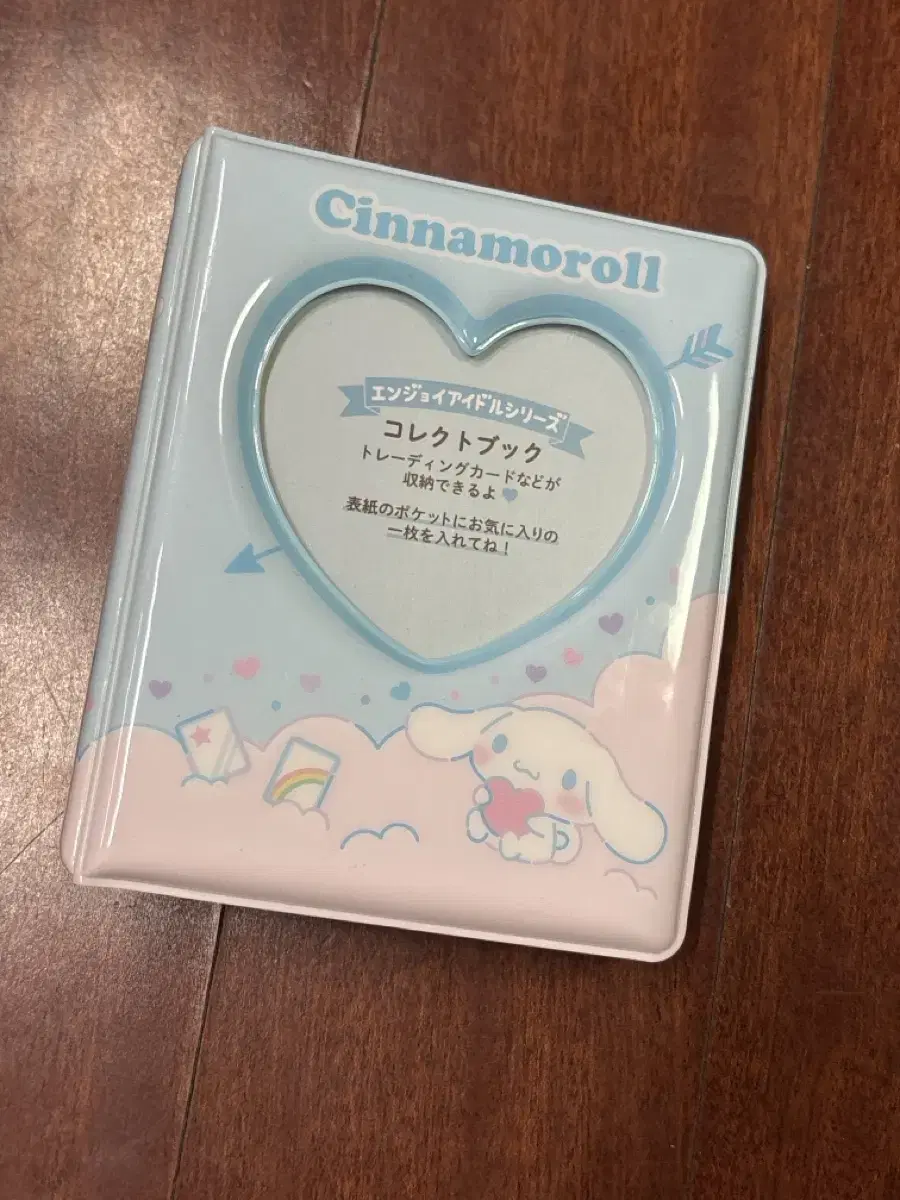 Cinnamoroll
エンジョイアイドルシリーズ
コレクトブック
トレーディングカードなどが
収納できるよ
表紙のポケットにお気に入りの
一枚を入れてね！